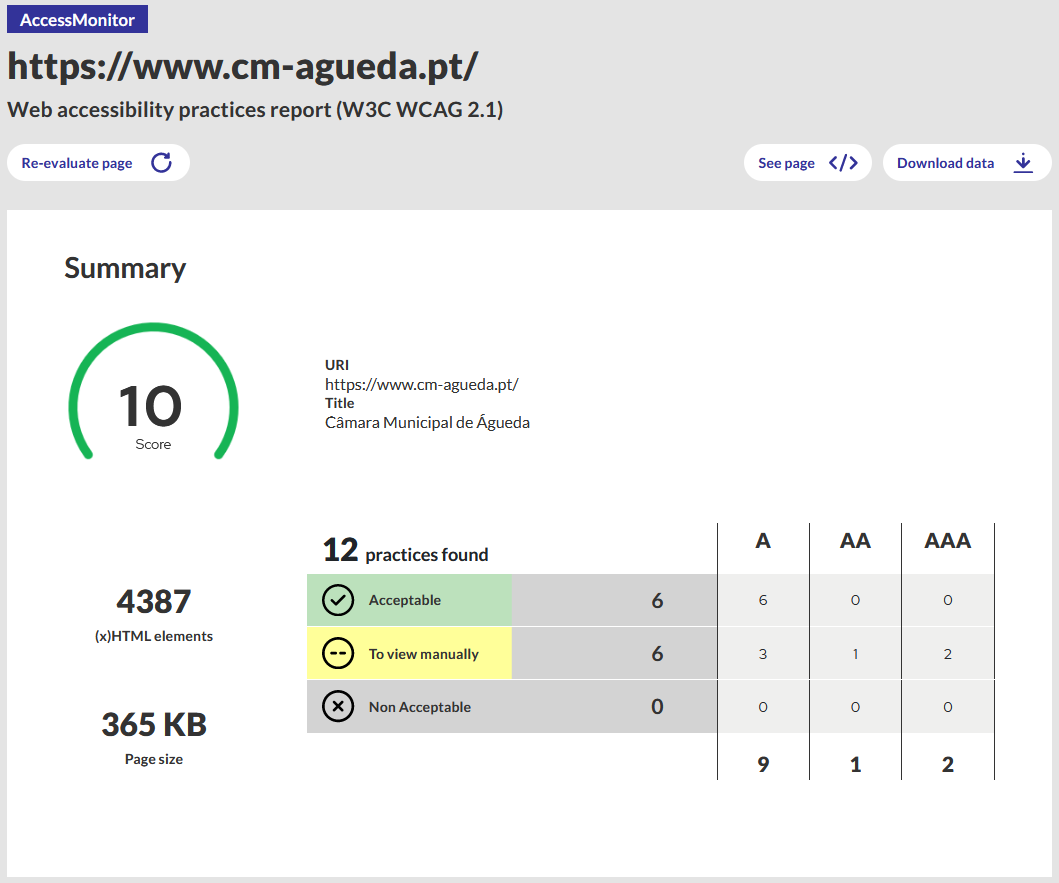 AccessMonitor
https://www.cm-agueda.pt/
Web accessibility practices report (W3C WCAG 2.1)
Re-evaluate page
See page </>
Download data
Summary
10
Score
URI
https://www.cm-agueda.pt/
Title
Câmara Municipal de Águeda
4387
(x)HTML elements
365 KB
Page size
12 practices found A AA AAA
Acceptable 6 6 0 0
To view manually 6 3 1 2
Non Acceptable 0 0 0 0
9 1 2